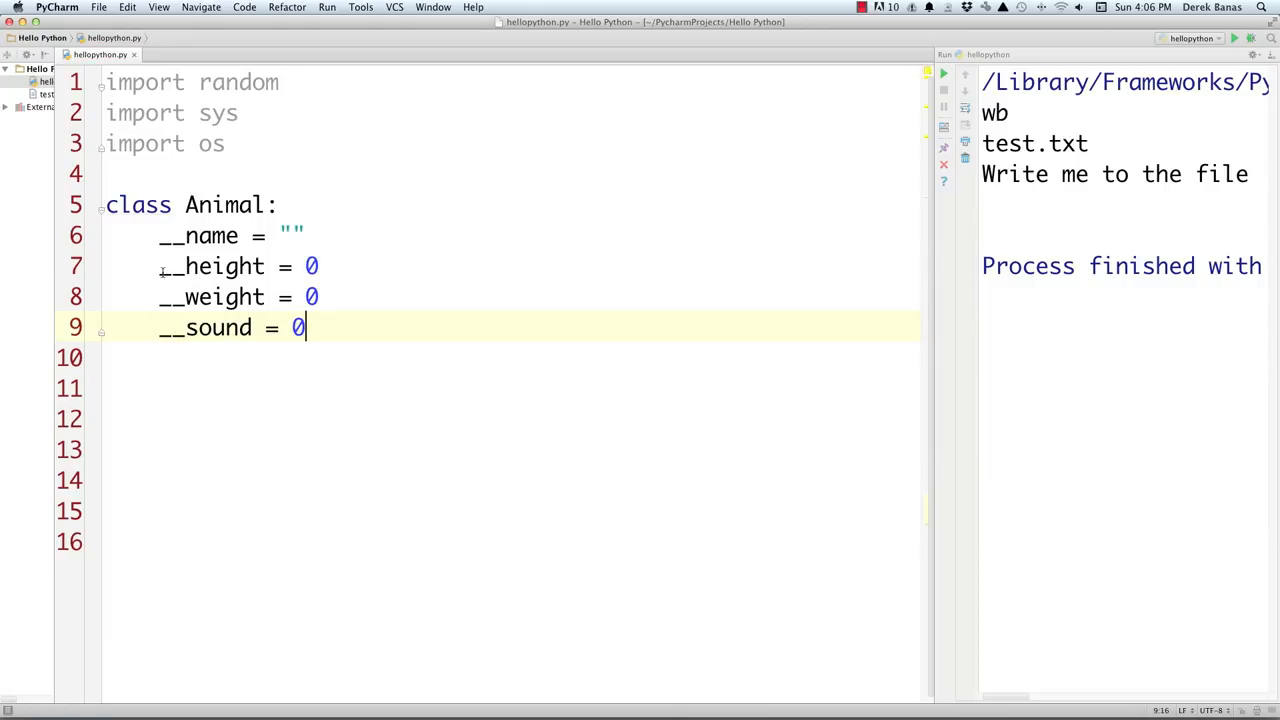 PyCharm File Edit View Navigate Code Refactor Run Tools VCS Window Help 10 Sun 4:06 PM Derek Banas
hellopython.py – Hello Python – [~/PycharmProjects/Hello Python]
Hello Python hellopython.py hellopython
hellopython.py Run hellopython
Hello P
hello
test
Extern
1 import random
2 import sys
3 import os
4
5 class Animal:
6 __name = ""
7 __height = 0
8 __weight = 0
9 __sound = 0
10
11
12
13
14
15
16
/Library/Frameworks/Py
wb
test.txt
Write me to the file
Process finished with
9:16 LF UTF-8